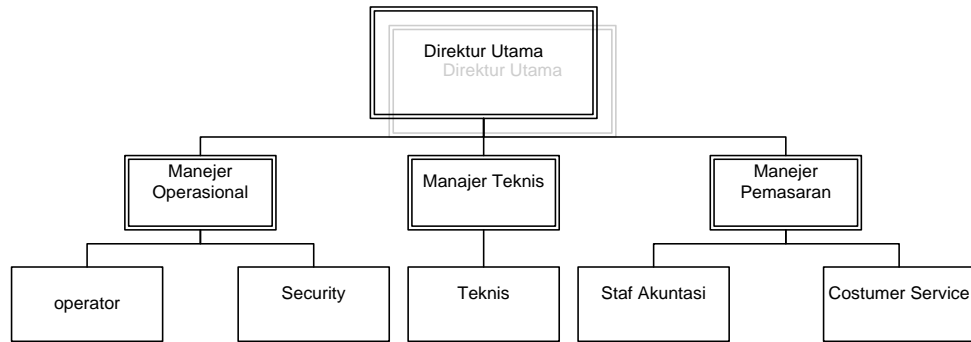 Direktur Utama
Direktur Utama
Manejer
Operasional
Manajer Teknis
Manejer
Pemasaran
operator
Security
Teknis
Staf Akuntasi
Costumer Service